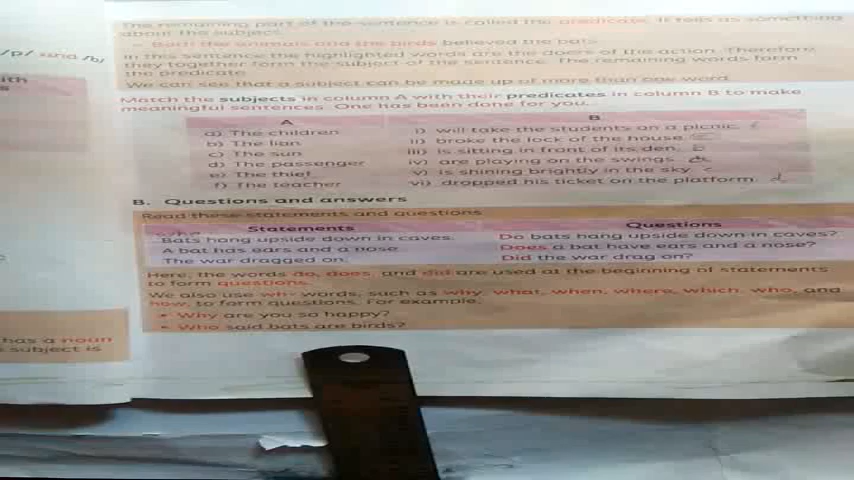 /p/ and /b/
ith
s
has a noun
subject is
The remaining part of the sentence is called the predicate. It tells us something
about the subject.
• Both the animals and the birds believed the bats.
In this sentence the highlighted words are the doers of the action. Therefore,
they together form the subject of the sentence. The remaining words form
the predicate.
We can see that a subject can be made up of more than one word.
Match the subjects in column A with their predicates in column B to make
meaningful sentences. One has been done for you.
A B
a) The children i) will take the students on a picnic. f
b) The lion ii) broke the lock of the house.
c) The sun iii) is sitting in front of its den. b
d) The passenger iv) are playing on the swings. a
e) The thief v) is shining brightly in the sky. c
f) The teacher vi) dropped his ticket on the platform. d
B. Questions and answers
Read these statements and questions.
Statements Questions
Bats hang upside down in caves. Do bats hang upside down in caves?
A bat has ears and a nose. Does a bat have ears and a nose?
The war dragged on. Did the war drag on?
Here, the words do, does, and did are used at the beginning of statements
to form questions.
We also use wh- words, such as why, what, when, where, which, who, and
how, to form questions. For example:
• Why are you so happy?
• Who said bats are birds?